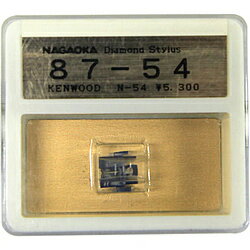 NAGAOKA Diamond Stylus
87-54
KENWOOD N-54 ¥5,300